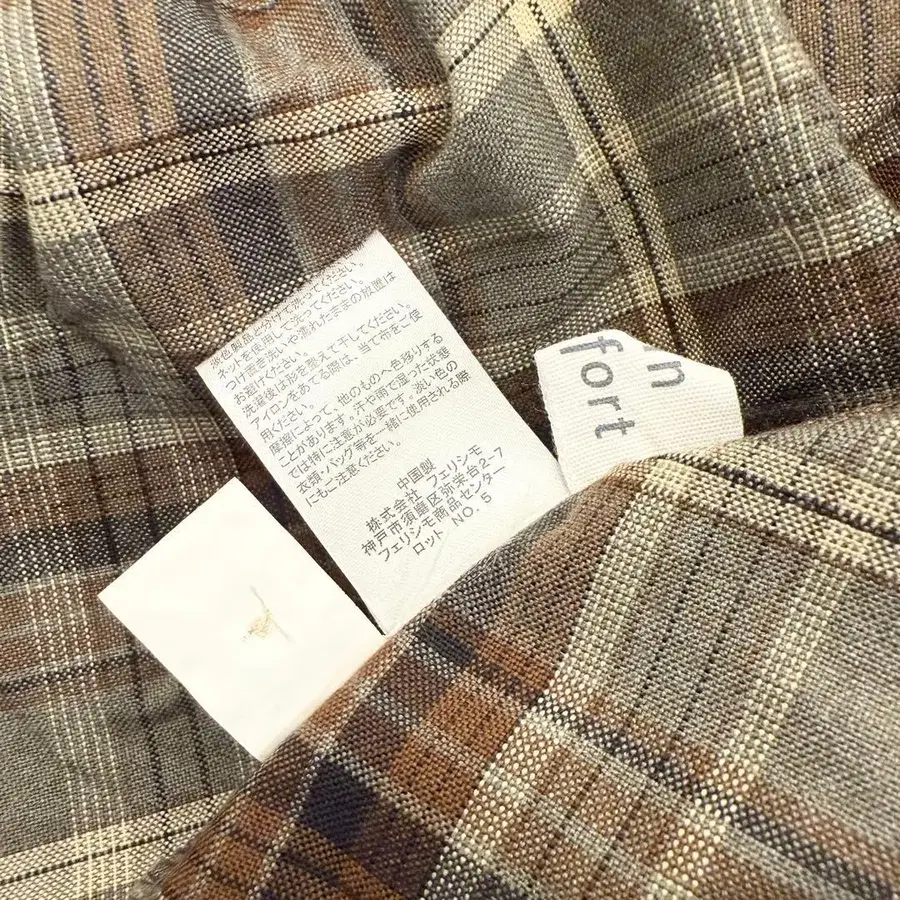 淡色製品と分けて洗ってください。
ネットを使用して洗ってください。
つけ置き洗いや濡れたままの放置は
お避けください。
洗濯後は形を整えて干してください。
アイロンをあてる際は、当て布をご使
用ください。
摩擦によって、他のものへ色移りする
ことがあります。汗や雨で湿った状態
では特に注意が必要です。淡い色の
衣類・バッグ等を一緒に使用される際
にもご注意ください。
中国製
株式会社 フェリシモ
神戸市須磨区弥栄台2-7
フェリシモ商品センター
ロット NO. 5
n
fort